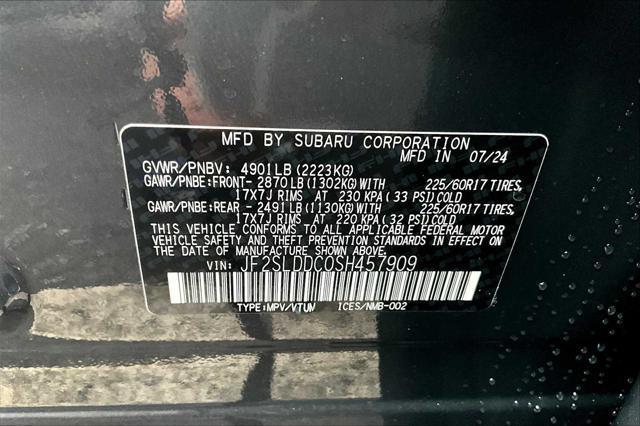 MFD BY SUBARU CORPORATION
GVWR/PNBV: 4901LB (2223KG) MFD IN 07/24
GAWR/PNBE:FRONT- 2870LB (1302KG) WITH 225/60R17 TIRES,
17X7J RIMS AT 230 KPA (33 PSI) COLD
GAWR/PNBE:REAR - 2491LB (1130KG) WITH 225/60R17 TIRES,
17X7J RIMS AT 220 KPA (32 PSI) COLD
THIS VEHICLE CONFORMS TO ALL APPLICABLE FEDERAL MOTOR
VEHICLE SAFETY AND THEFT PREVENTION STANDARDS IN EFFECT ON
THE DATE OF MANUFACTURE SHOWN ABOVE.
VIN: JF2SLDDC0SH457909
TYPE:MPV/VTUM ICES/NMB-002